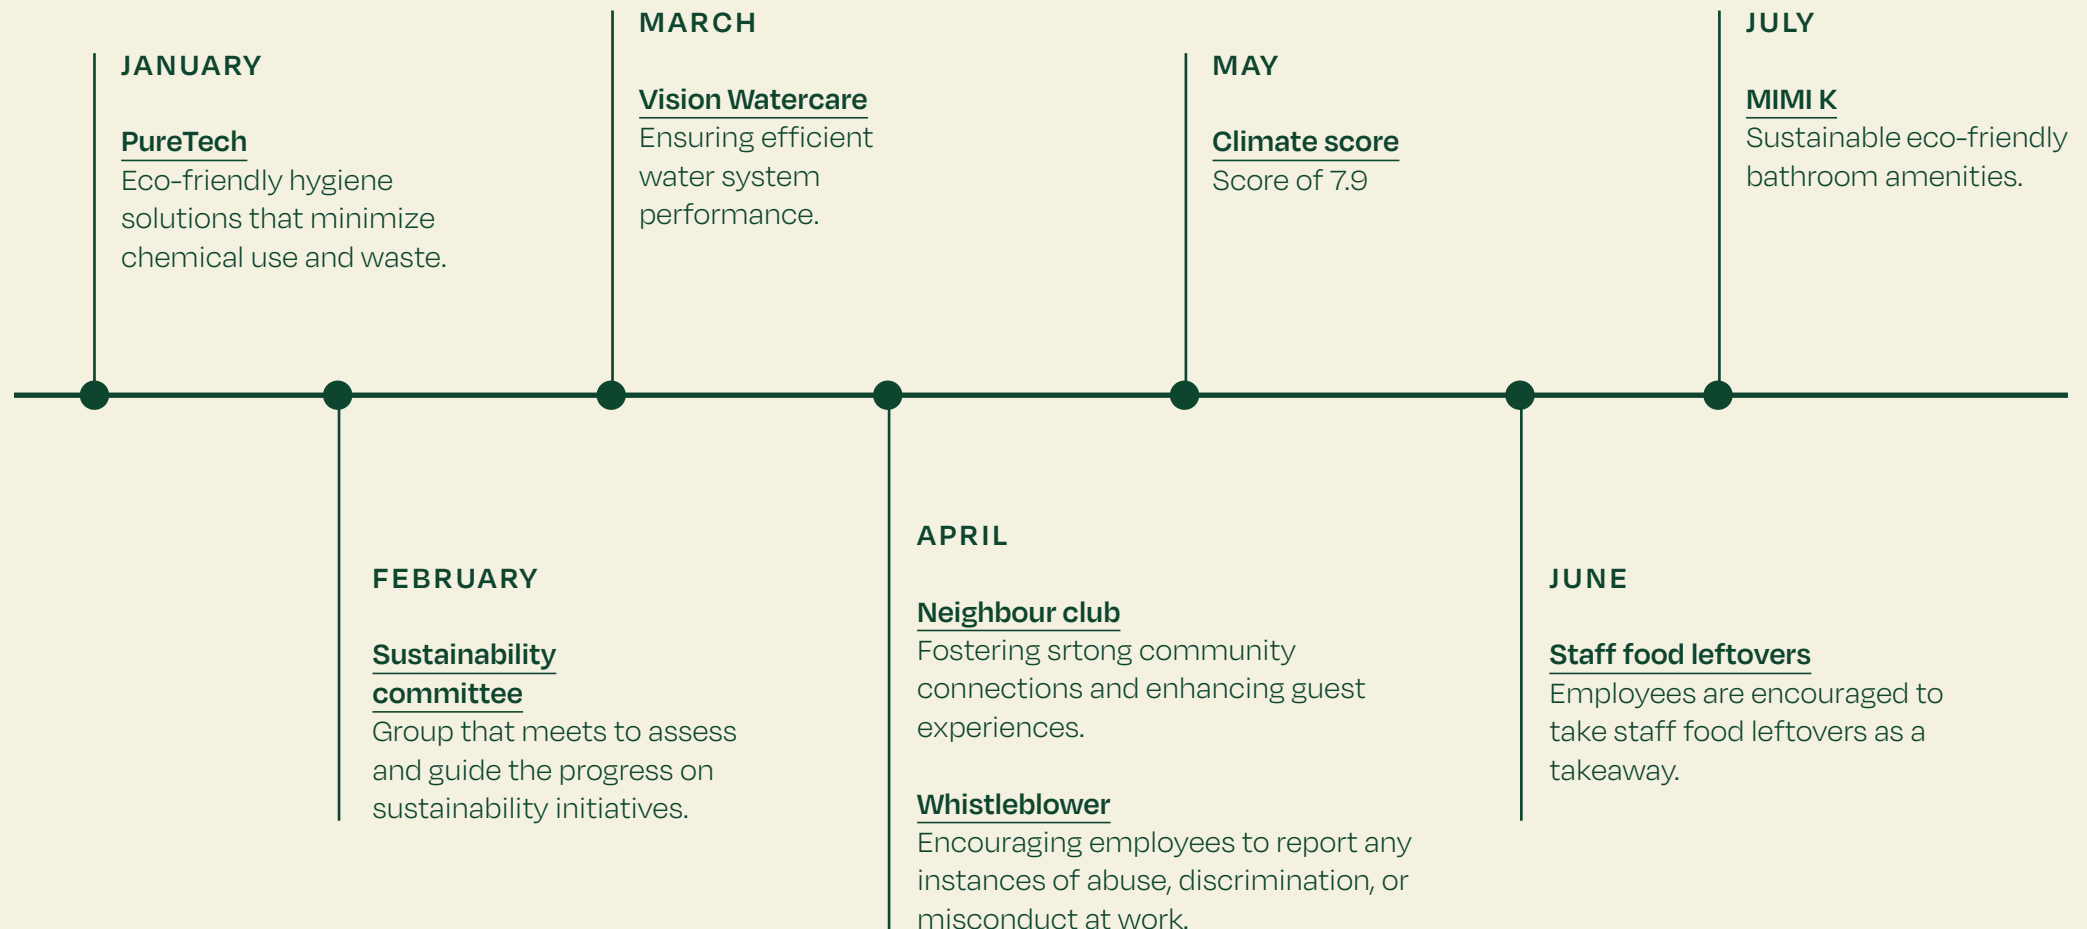 JANUARY
PureTech
Eco-friendly hygiene
solutions that minimize
chemical use and waste.
FEBRUARY
Sustainability
committee
Group that meets to assess
and guide the progress on
sustainability initiatives.
MARCH
Vision Watercare
Ensuring efficient
water system
performance.
APRIL
Neighbour club
Fostering srtong community
connections and enhancing guest
experiences.
Whistleblower
Encouraging employees to report any
instances of abuse, discrimination, or
misconduct at work.
MAY
Climate score
Score of 7.9
JUNE
Staff food leftovers
Employees are encouraged to
take staff food leftovers as a
takeaway.
JULY
MIMI K
Sustainable eco-friendly
bathroom amenities.